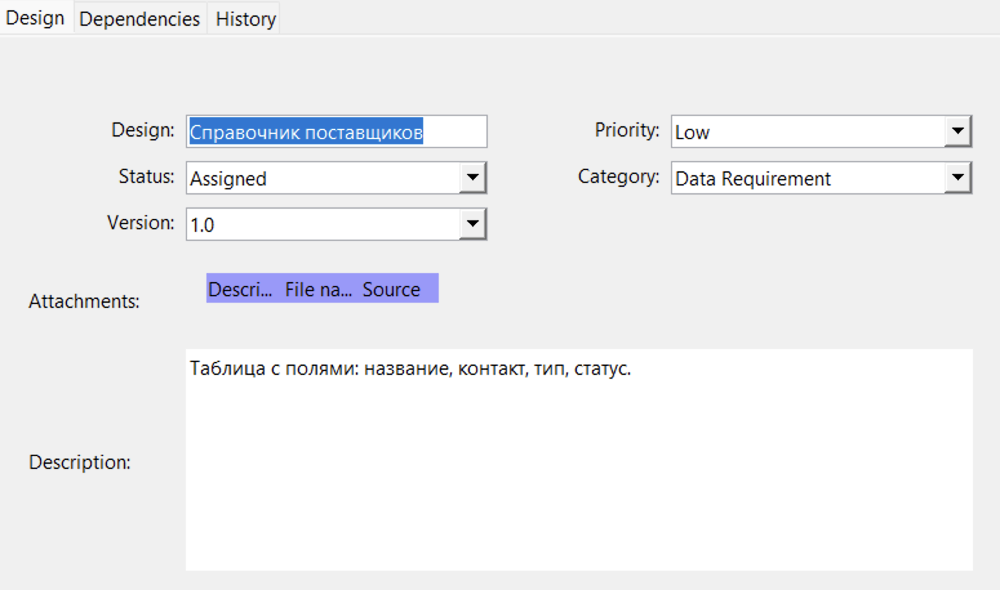 Design Dependencies History
Design: Справочник поставщиков Priority: Low
Status: Assigned Category: Data Requirement
Version: 1.0
Attachments: Descri... File na... Source
Таблица с полями: название, контакт, тип, статус.
Description: